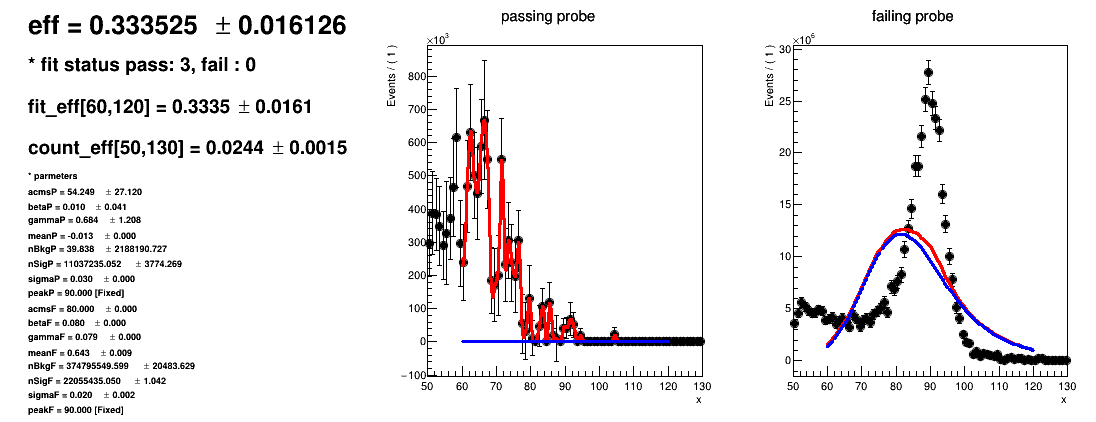 eff = 0.333525 ± 0.016126
* fit status pass: 3, fail : 0
fit_eff[60,120] = 0.3335 ± 0.0161
count_eff[50,130] = 0.0244 ± 0.0015
* parmeters
acmsP = 54.249 ± 27.120
betaP = 0.010 ± 0.041
gammaP = 0.684 ± 1.208
meanP = -0.013 ± 0.000
nBkgP = 39.838 ± 2188190.727
nSigP = 11037235.052 ± 3774.269
sigmaP = 0.030 ± 0.000
peakP = 90.000 [Fixed]
acmsF = 80.000 ± 0.000
betaF = 0.080 ± 0.000
gammaF = 0.079 ± 0.000
meanF = 0.643 ± 0.009
nBkgF = 374795549.599 ± 20483.629
nSigF = 22055435.050 ± 1.042
sigmaF = 0.020 ± 0.002
peakF = 90.000 [Fixed]
passing probe
×10³
Events / ( 1 )
800
700
600
500
400
300
200
100
0
−100
50 60 70 80 90 100 110 120 130
x
failing probe
×10⁶
Events / ( 1 )
30
25
20
15
10
5
0
50 60 70 80 90 100 110 120 130
x